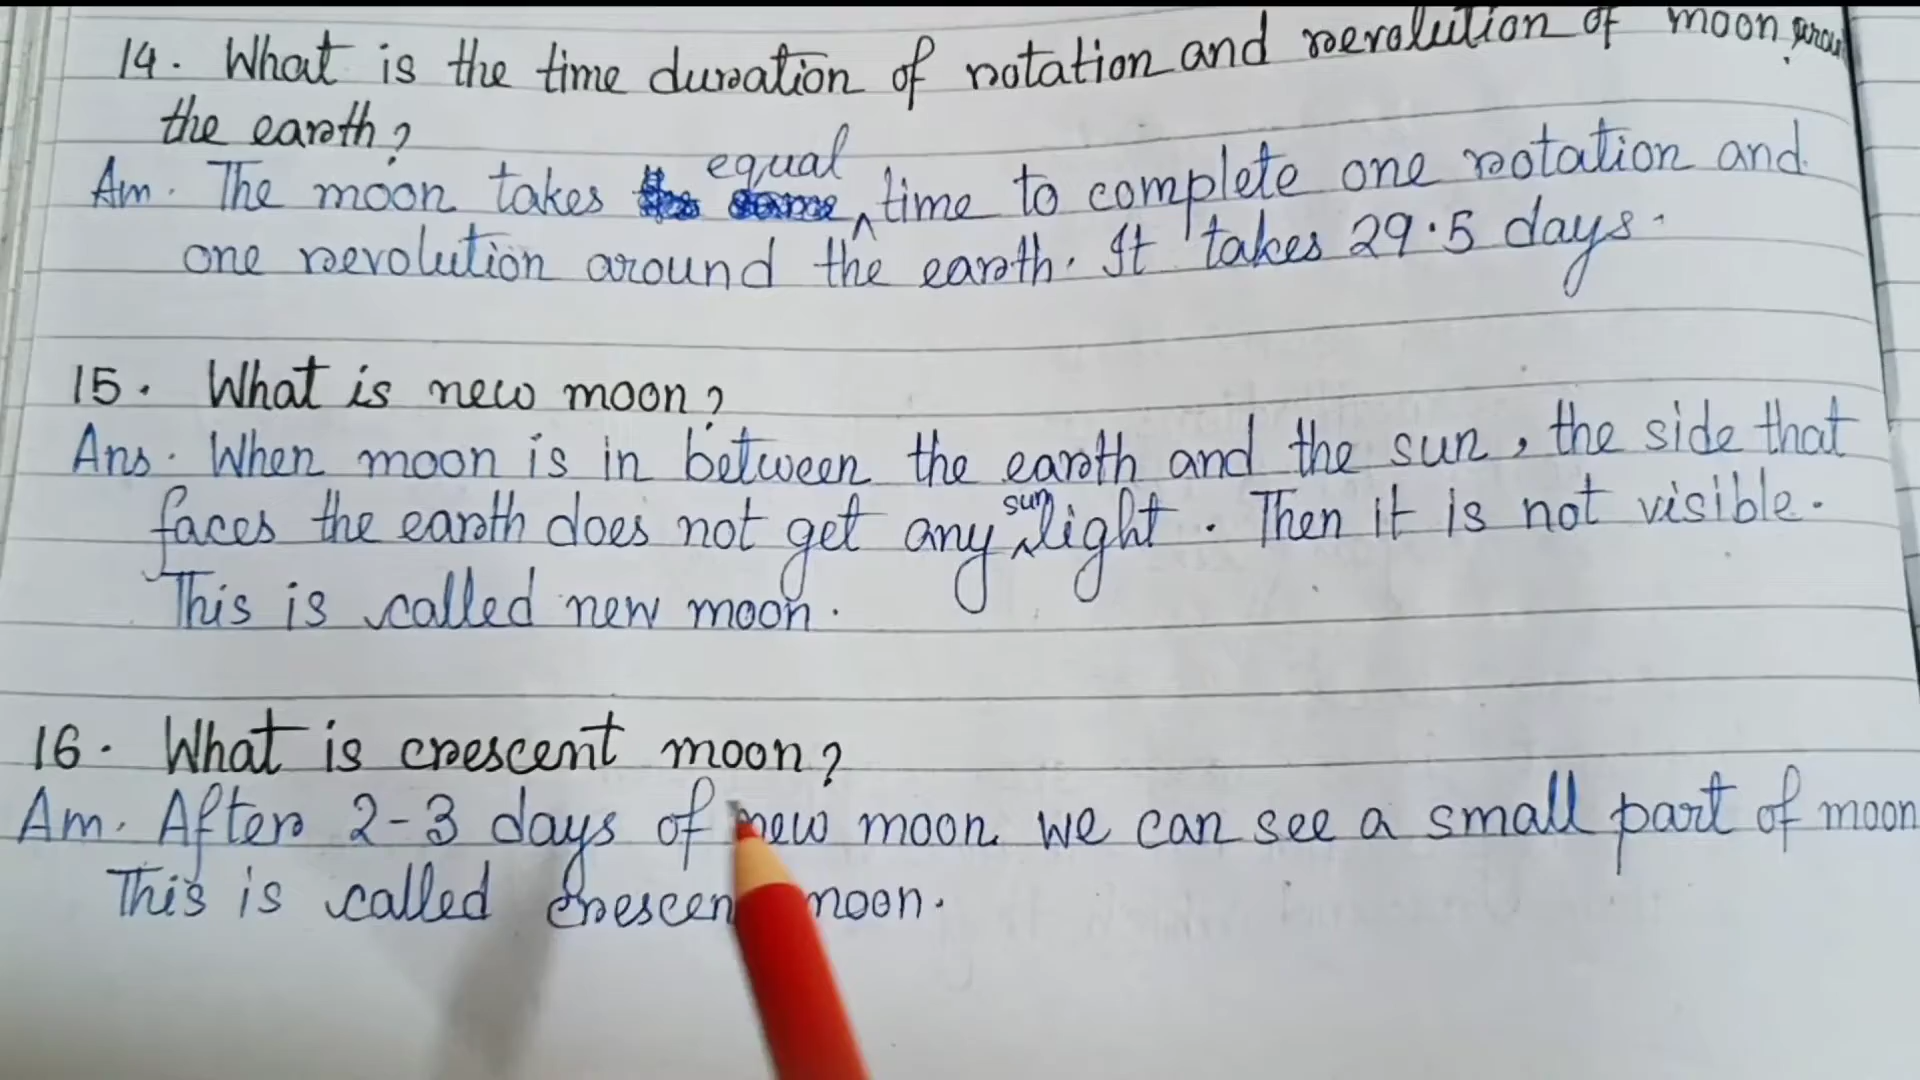 14. What is the time duration of rotation and revolution of moon arou
the earth?
Ans. The moon takes equal time to complete one rotation and
one revolution around the earth. It takes 29.5 days.
15. What is new moon?
Ans. When moon is in between the earth and the sun, the side that
faces the earth does not get any sun light. Then it is not visible.
This is called new moon.
16. What is crescent moon?
Ans. After 2-3 days of new moon we can see a small part of moon
This is called crescen moon.